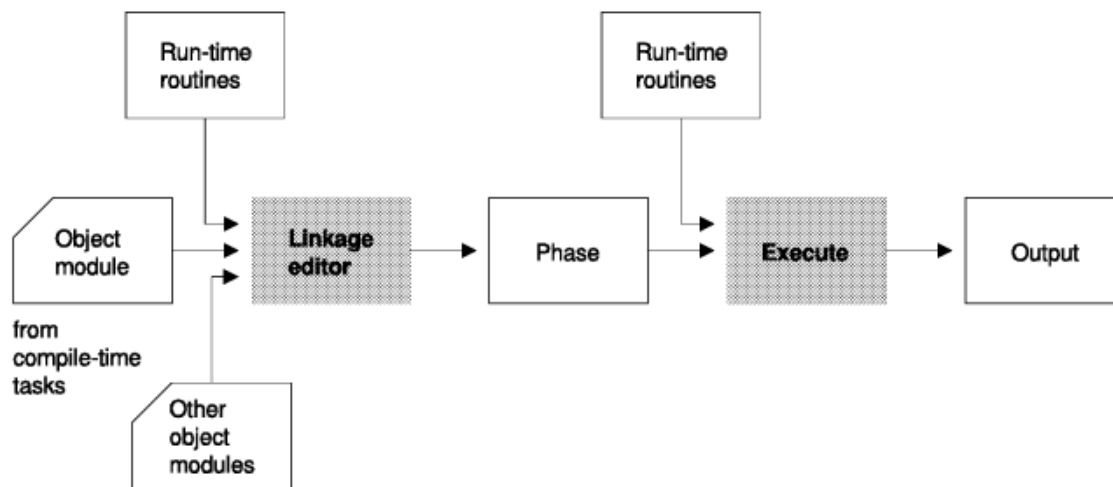 Run-time
routines
Run-time
routines
Object
module
Linkage
editor
Phase
Execute
Output
from
compile-time
tasks
Other
object
modules